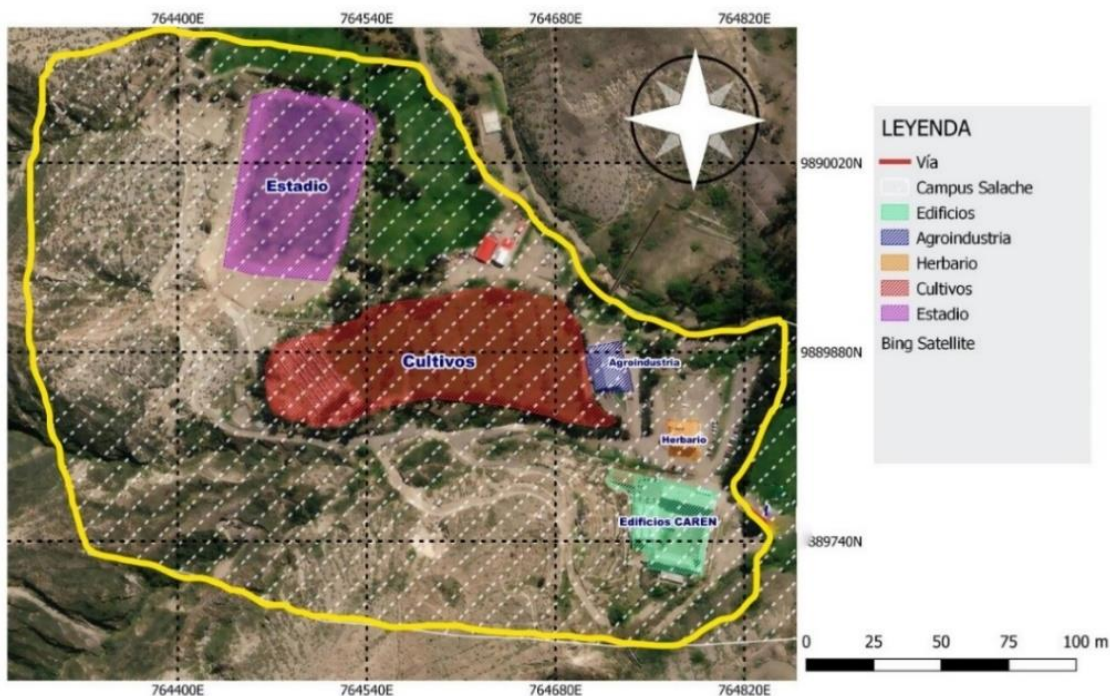 764400E 764540E 764680E 764820E
9890020N
9889880N
889740N
Estadio
Cultivos
Agroindustria
Herbario
Edificios CAREN
LEYENDA
Vía
Campus Salache
Edificios
Agroindustria
Herbario
Cultivos
Estadio
Bing Satellite
0 25 50 75 100 m
764400E 764540E 764680E 764820E